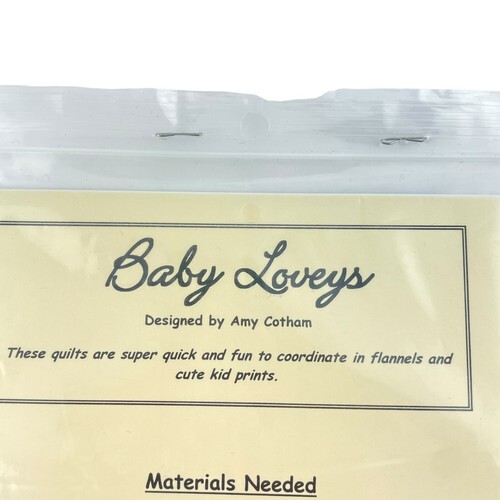 Baby Loveys
Designed by Amy Cotham
These quilts are super quick and fun to coordinate in flannels and
cute kid prints.
Materials Needed